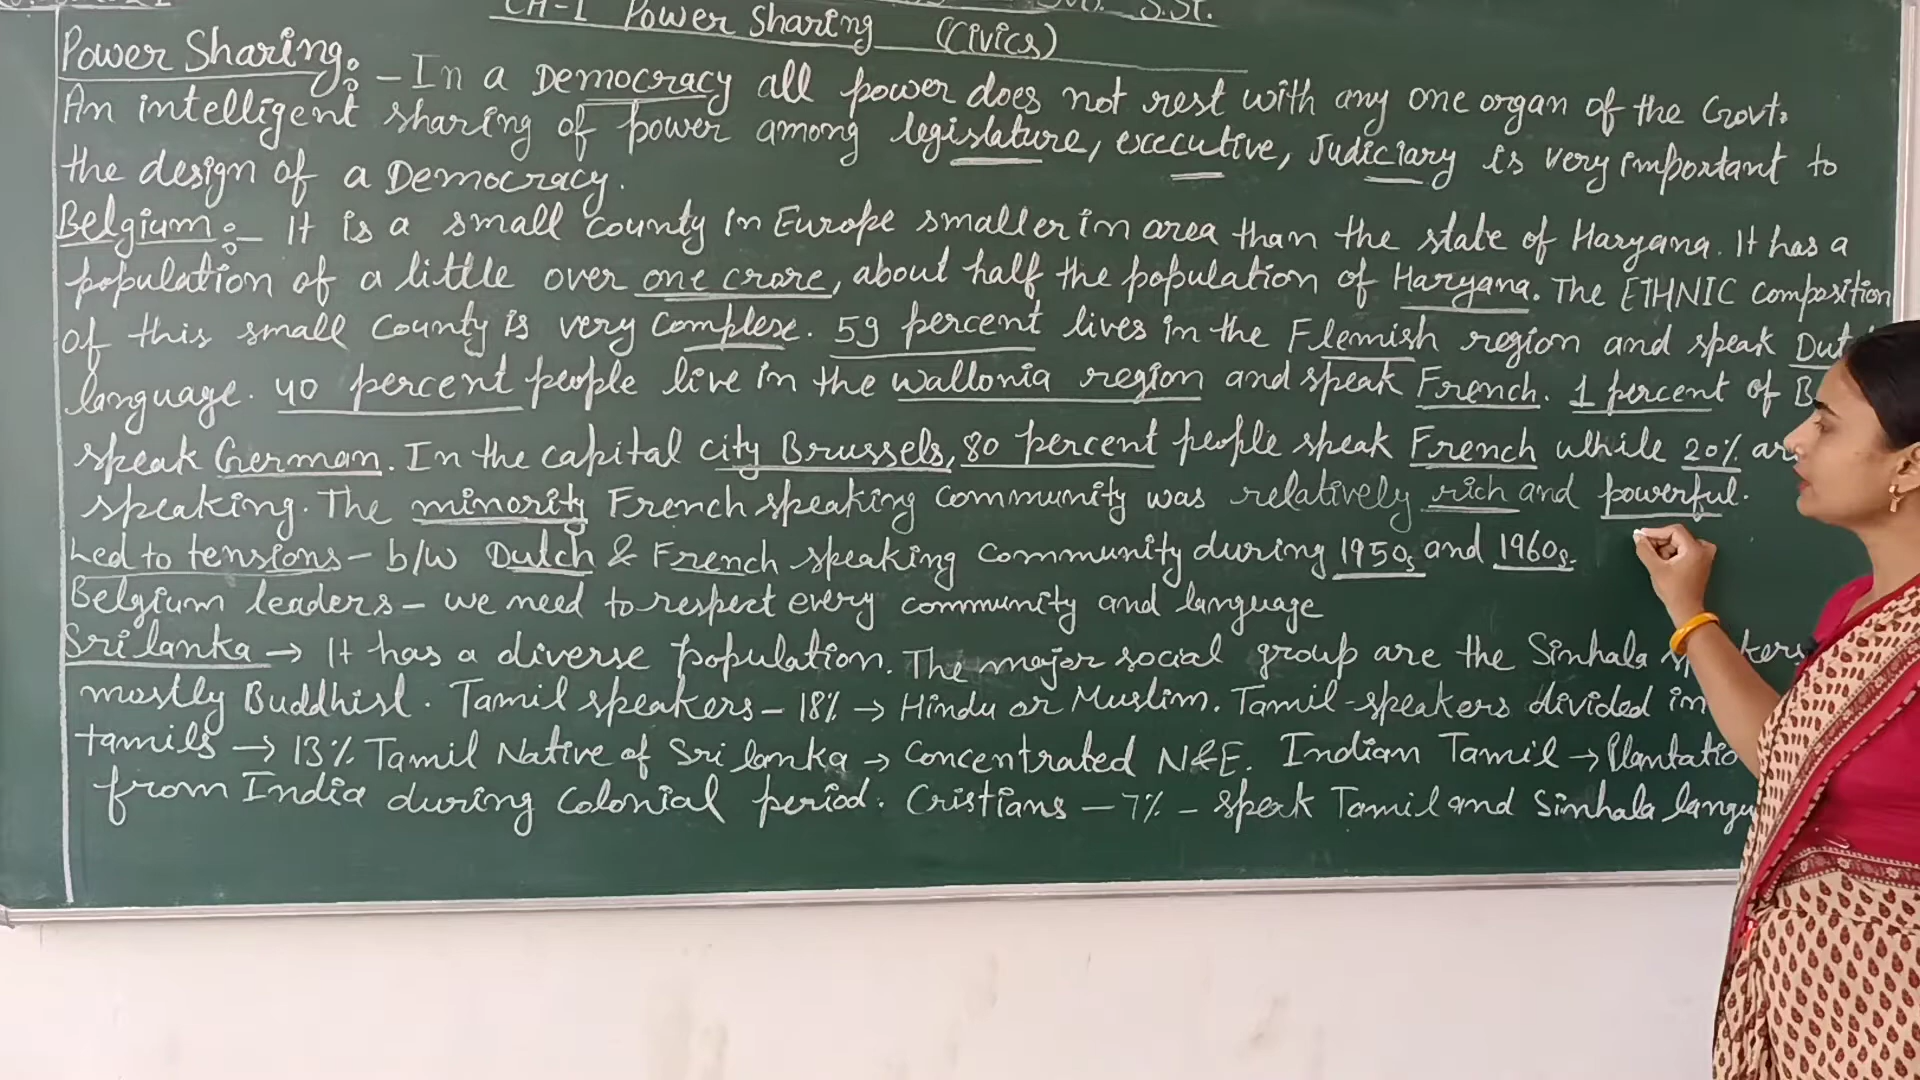 CH-1 Power Sharing (Civics) S.St.
Power Sharing:- In a Democracy all power does not rest with any one organ of the Govt.
An intelligent sharing of power among legislature, executive, Judiciary is very important to
the design of a Democracy.
Belgium:- It is a small county in Europe smaller in area than the state of Haryana. It has a
population of a little over one crore, about half the population of Haryana. The ETHNIC composition
of this small County is very Complex. 59 percent lives in the Flemish region and speak Dut
language. 40 percent people live in the Wallonia region and speak French. 1 percent of B
speak German. In the capital city Brussels, 80 percent people speak French while 20% ar
speaking. The minority French speaking community was relatively rich and powerful.
Led to tensions - b/w Dutch & French speaking Community during 1950s and 1960s.
Belgium leaders - we need to respect every community and language
Sri lanka → It has a diverse population. The major social group are the Sinhala
mostly Buddhist. Tamil speakers - 18% → Hindu or Muslim. Tamil-speakers divided in
tamils → 13% Tamil Native of Sri lanka → Concentrated N&E. Indian Tamil → Plantatio
from India during Colonial period. Cristians - 7% - speak Tamil and Sinhala langu